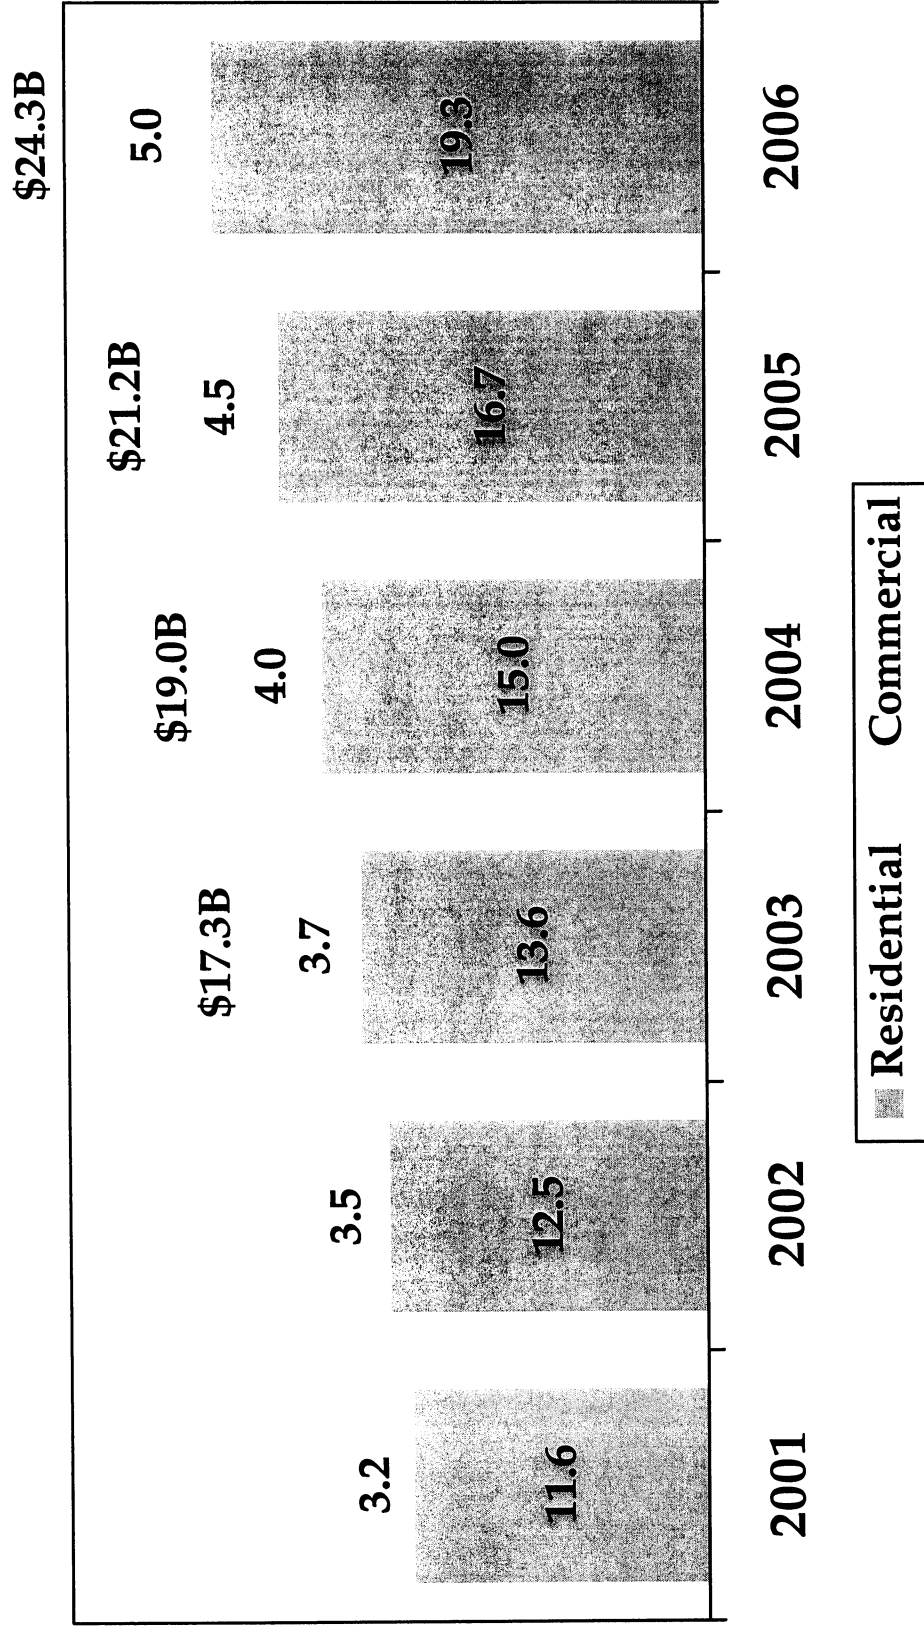 $24.3B
$21.2B
$19.0B
$17.3B
3.2 3.5 3.7 4.0 4.5 5.0
11.6 12.5 13.6 15.0 16.7 19.3
2001 2002 2003 2004 2005 2006
Residential Commercial